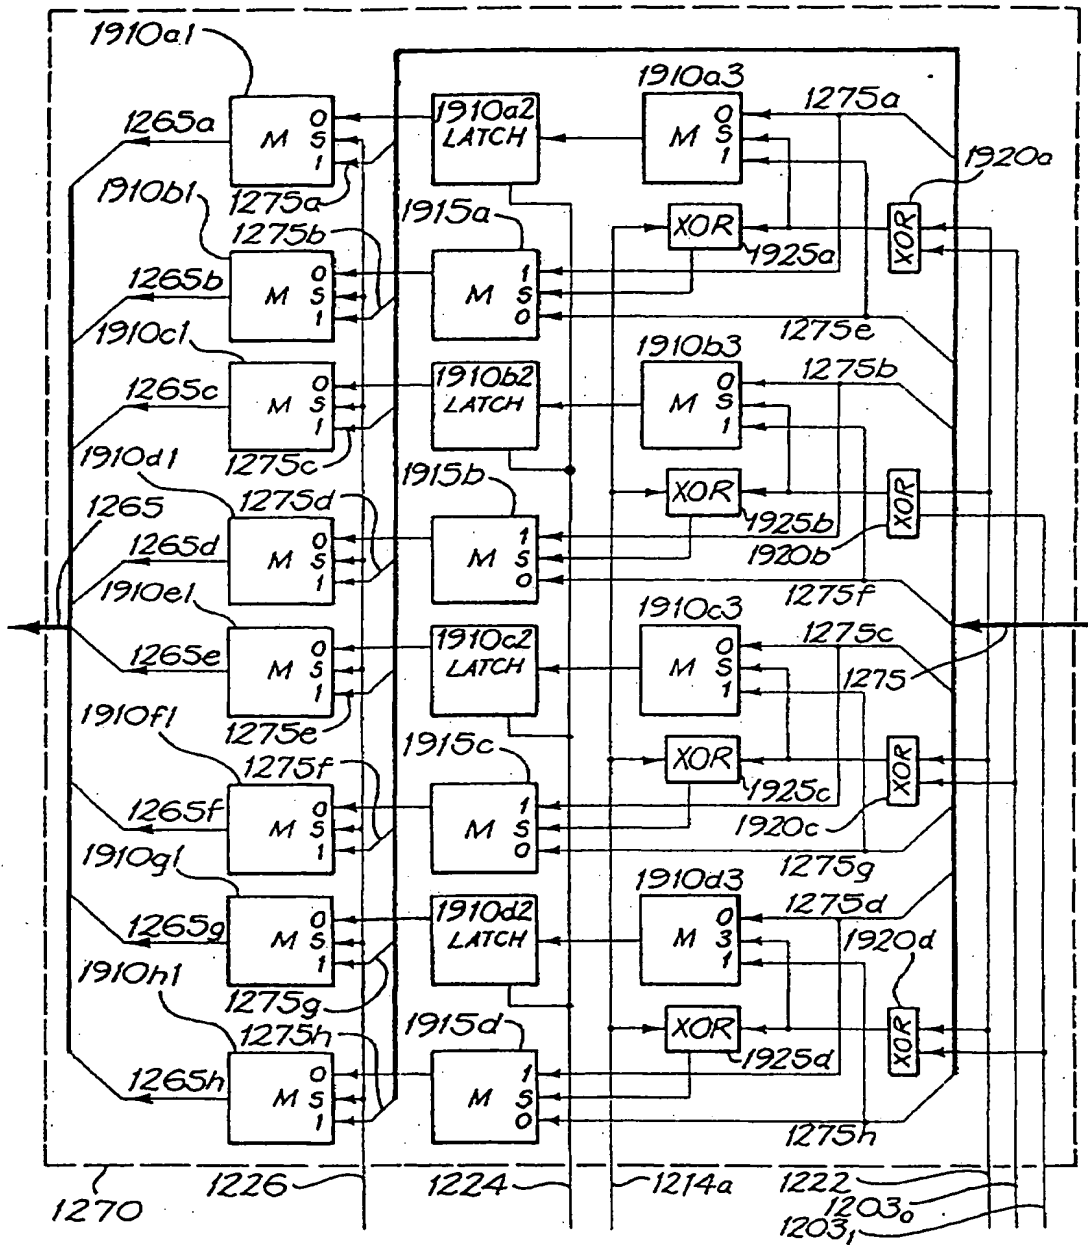 1910a1
1910a3
1275a
1910a2
LATCH
0
M S
1
1265a
0
M S
1
1920a
1275a
1910b1
1275b
1915a
XOR
1925a
XOR
1265b
0
M S
1
1
M S
0
1275e
1910c1
1910b3
1275b
1265c
0
M S
1
1910b2
LATCH
0
M S
1
1910d1
1275c
1275d
1915b
XOR
1925b
XOR
1920b
1265
1265d
0
M S
1
1
M S
0
1275f
1910e1
1910c3
1275c
1265e
0
M S
1
1910c2
LATCH
0
M S
1
1275
1910f1
1275e
1275f
1915c
XOR
1925c
XOR
1920c
1265f
0
M S
1
1
M S
0
1275g
1910g1
1910d3
1275d
1265g
0
M S
1
1910d2
LATCH
0
M 3
1
1920d
1910h1
1275g
1275h
1915d
XOR
1925d
XOR
1265h
0
M S
1
1
M S
0
1275h
1270
1226
1224
1214a
1222
1203₀
1203₁